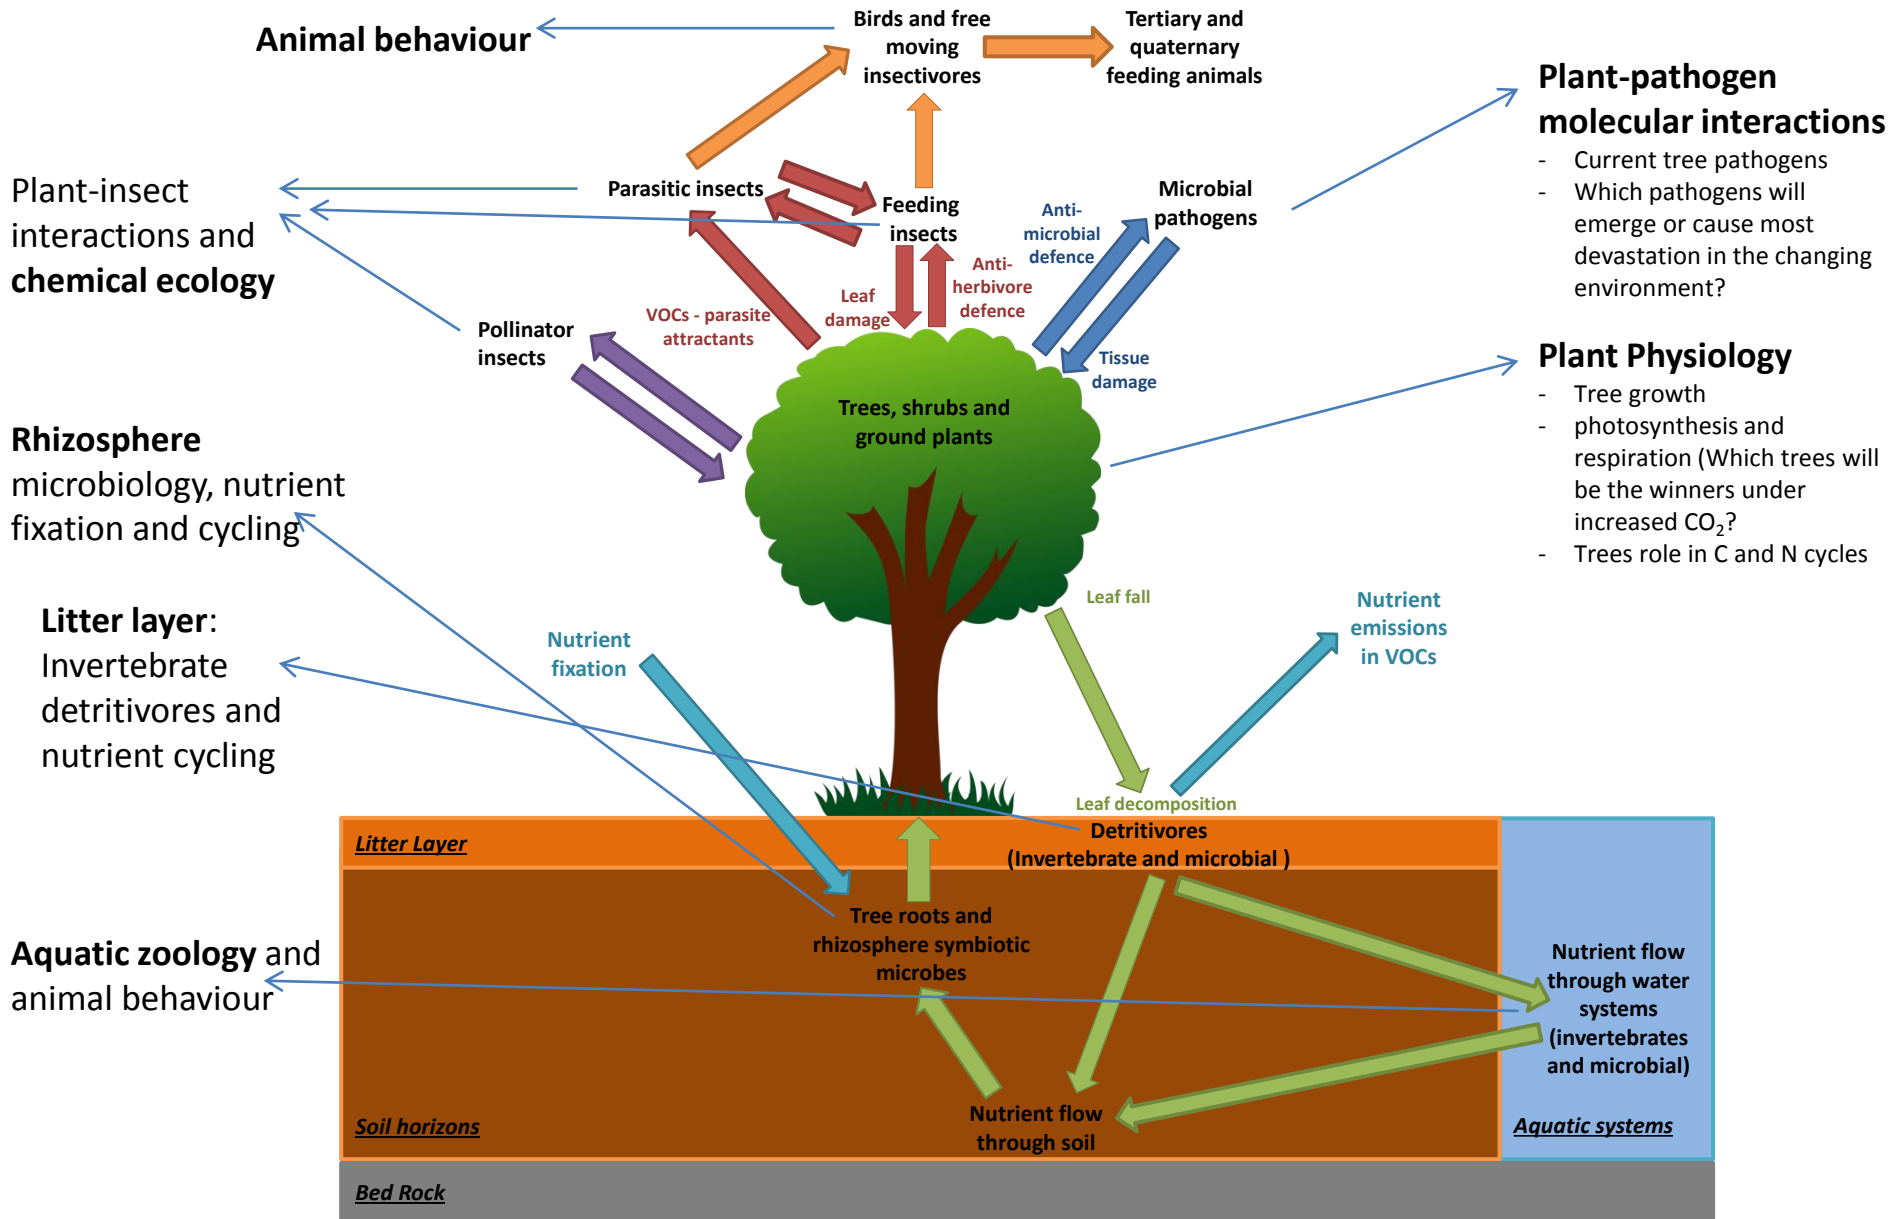 Animal behaviour
Birds and free
moving
insectivores
Tertiary and
quaternary
feeding animals
Plant-pathogen
molecular interactions
- Current tree pathogens
- Which pathogens will
emerge or cause most
devastation in the changing
environment?
Plant-insect
interactions and
chemical ecology
Parasitic insects
Feeding
insects
Microbial
pathogens
Anti-
microbial
defence
Anti-
herbivore
defence
Leaf
damage
VOCs - parasite
attractants
Pollinator
insects
Tissue
damage
Plant Physiology
- Tree growth
- photosynthesis and
respiration (Which trees will
be the winners under
increased CO₂?
- Trees role in C and N cycles
Trees, shrubs and
ground plants
Rhizosphere
microbiology, nutrient
fixation and cycling
Litter layer:
Invertebrate
detritivores and
nutrient cycling
Nutrient
fixation
Leaf fall
Nutrient
emissions
in VOCs
Leaf decomposition
Litter Layer
Detritivores
(Invertebrate and microbial )
Tree roots and
rhizosphere symbiotic
microbes
Aquatic zoology and
animal behaviour
Nutrient flow
through water
systems
(invertebrates
and microbial)
Nutrient flow
through soil
Soil horizons
Aquatic systems
Bed Rock